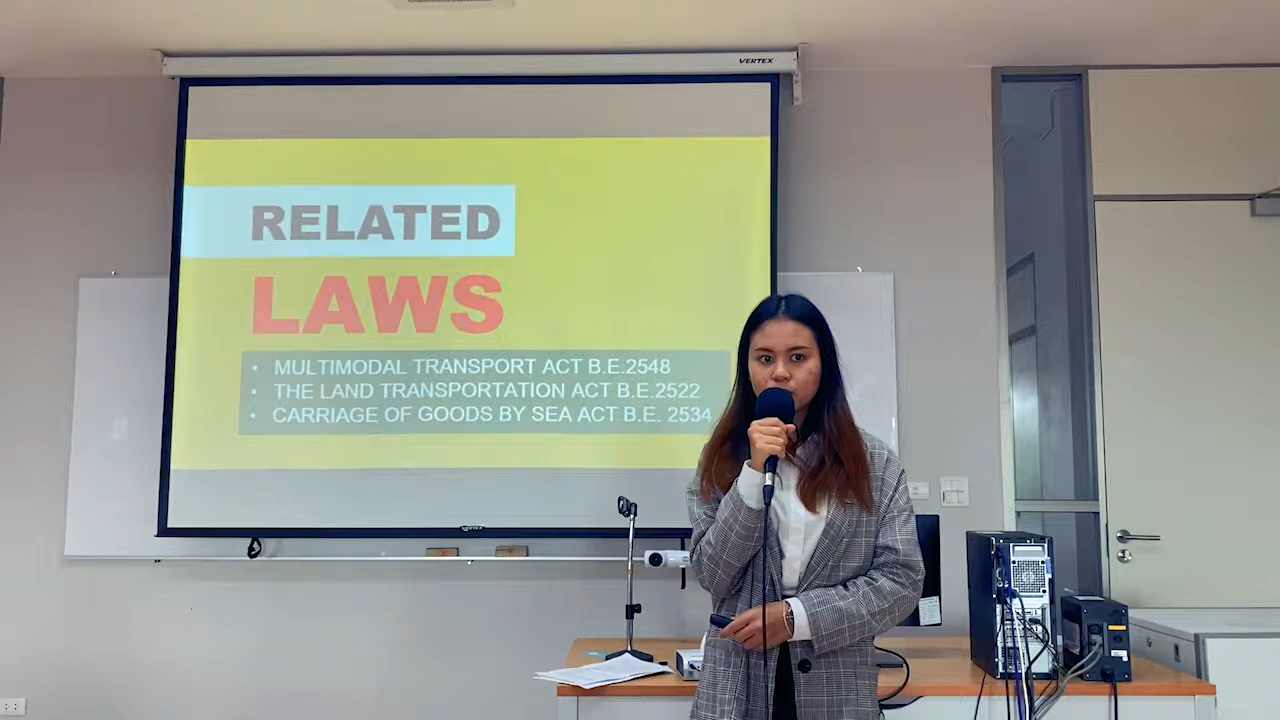 VERTEX
RELATED
LAWS
• MULTIMODAL TRANSPORT ACT B.E.2548
• THE LAND TRANSPORTATION ACT B.E.2522
• CARRIAGE OF GOODS BY SEA ACT B.E. 2534
VERTEX